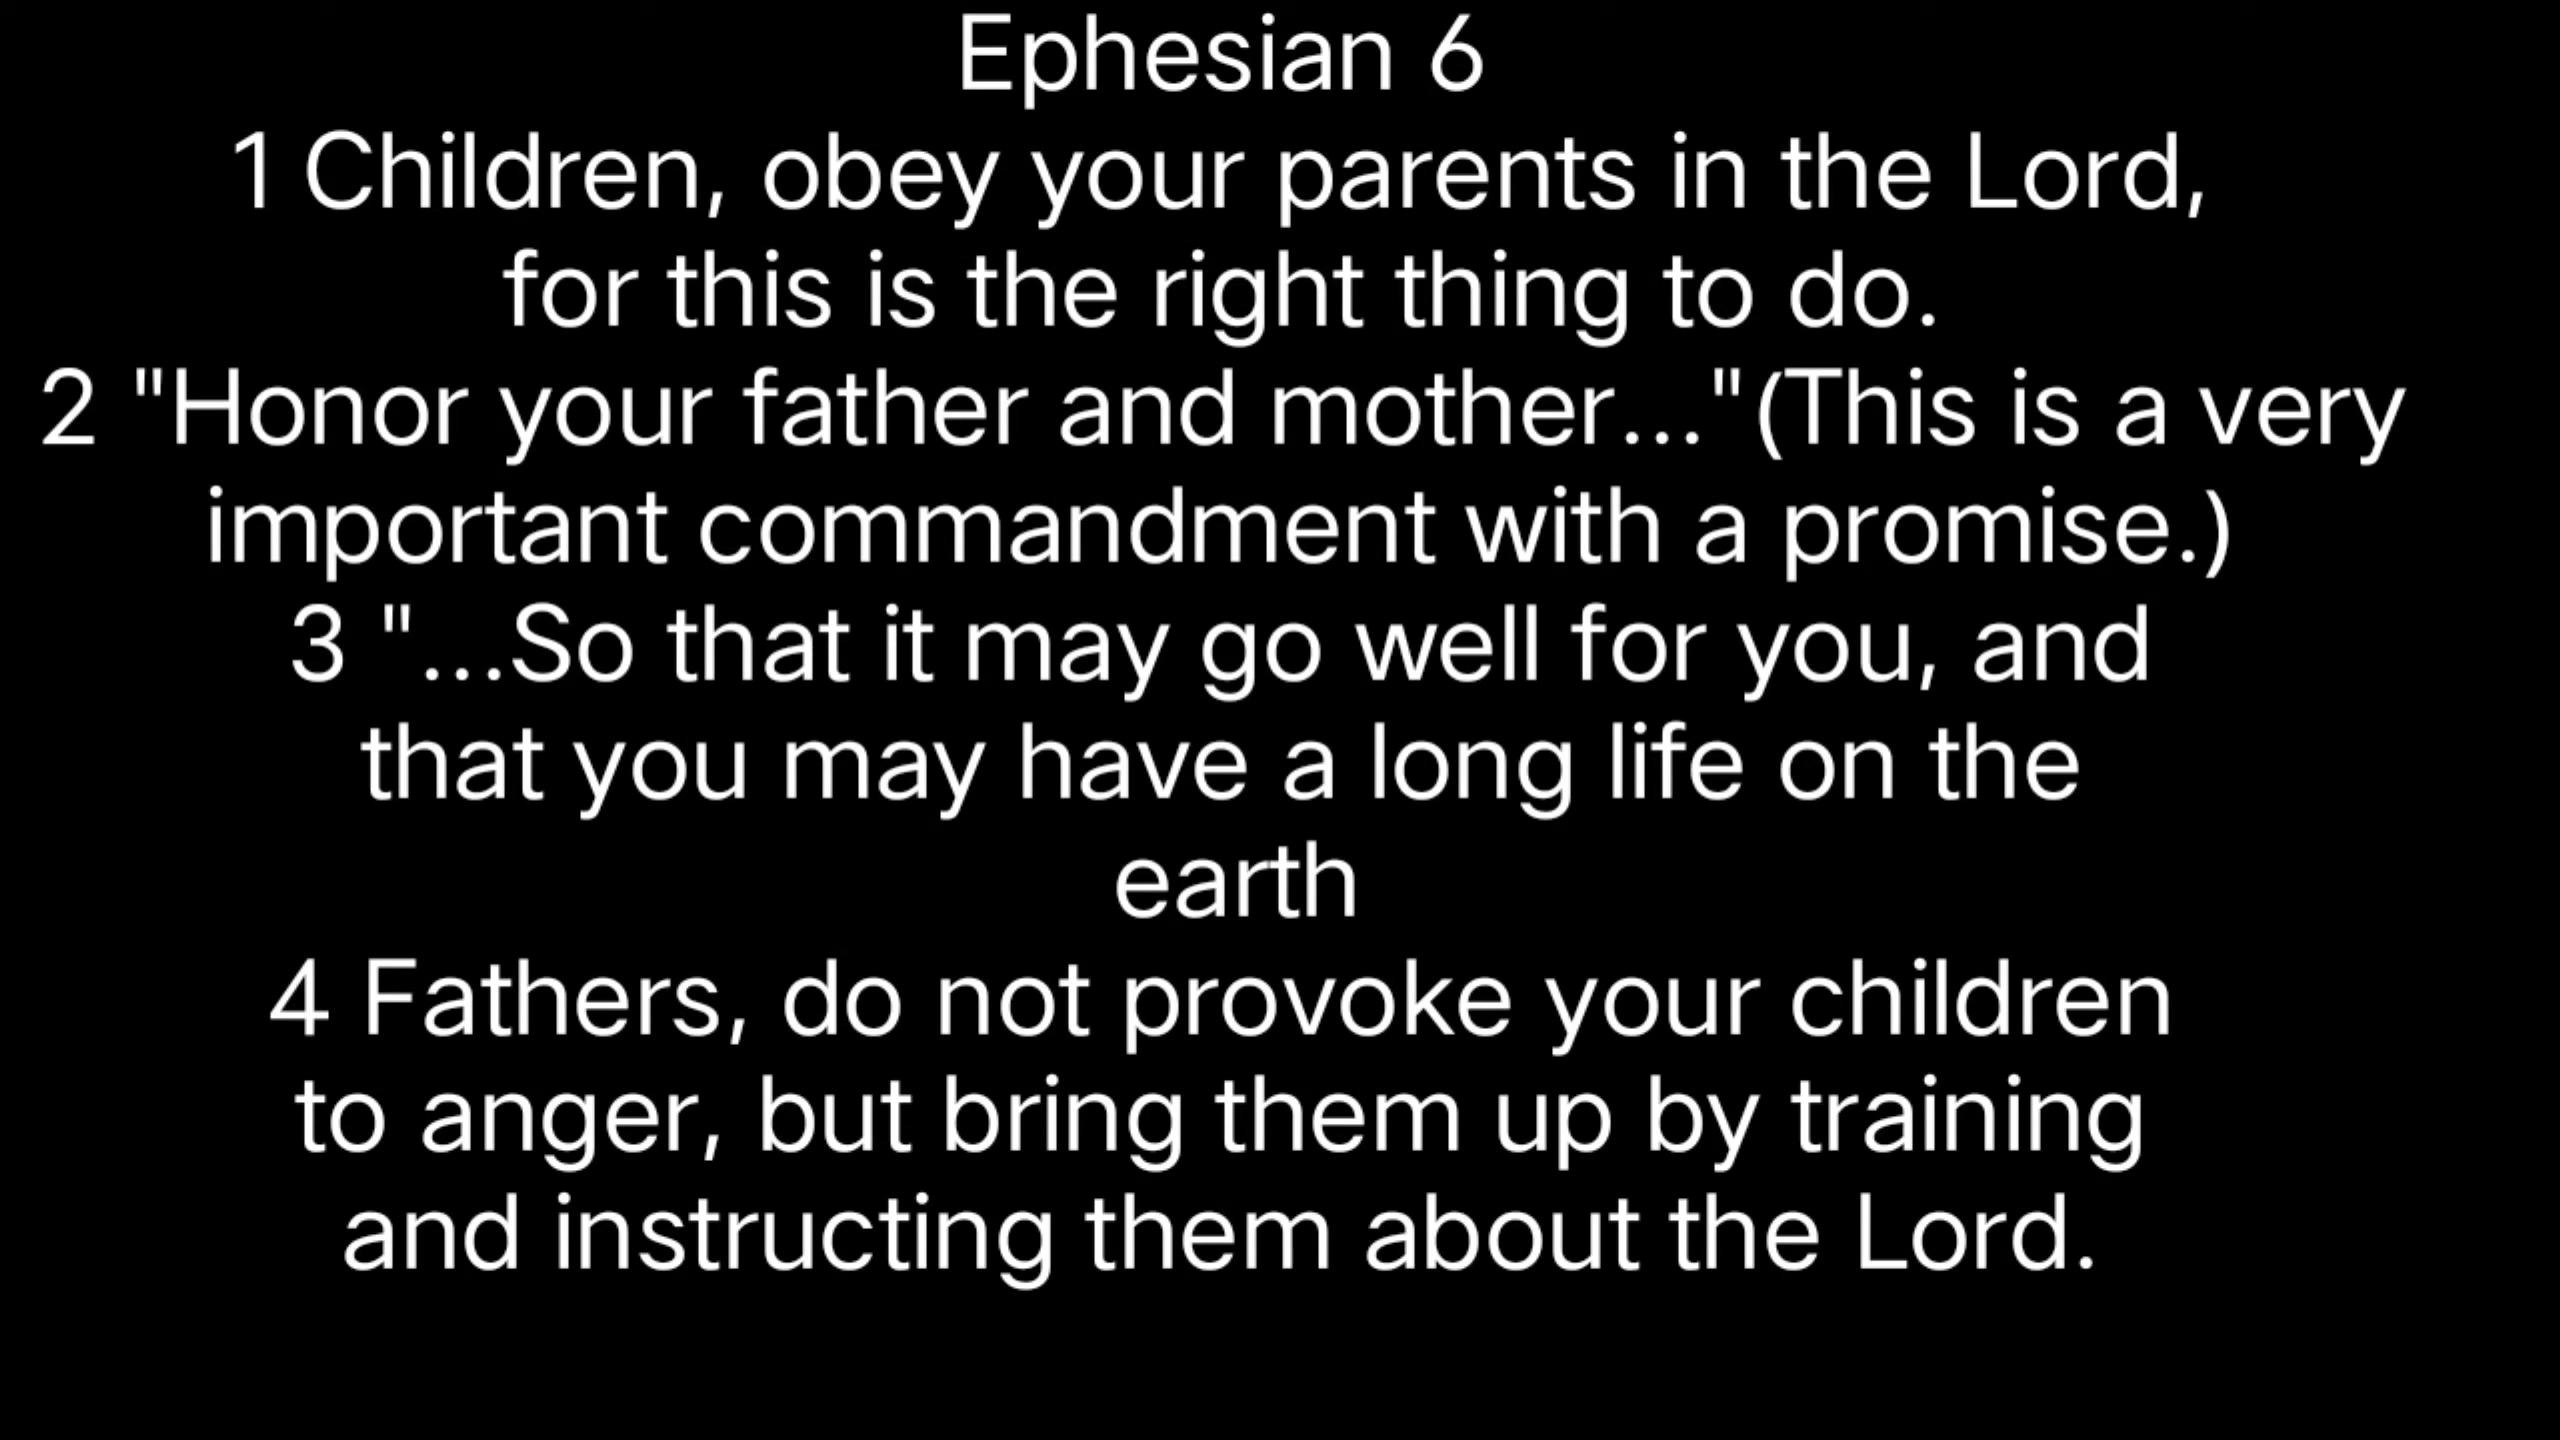 Ephesian 6
1 Children, obey your parents in the Lord,
for this is the right thing to do.
2 "Honor your father and mother..."(This is a very
important commandment with a promise.)
3 "...So that it may go well for you, and
that you may have a long life on the
earth
4 Fathers, do not provoke your children
to anger, but bring them up by training
and instructing them about the Lord.